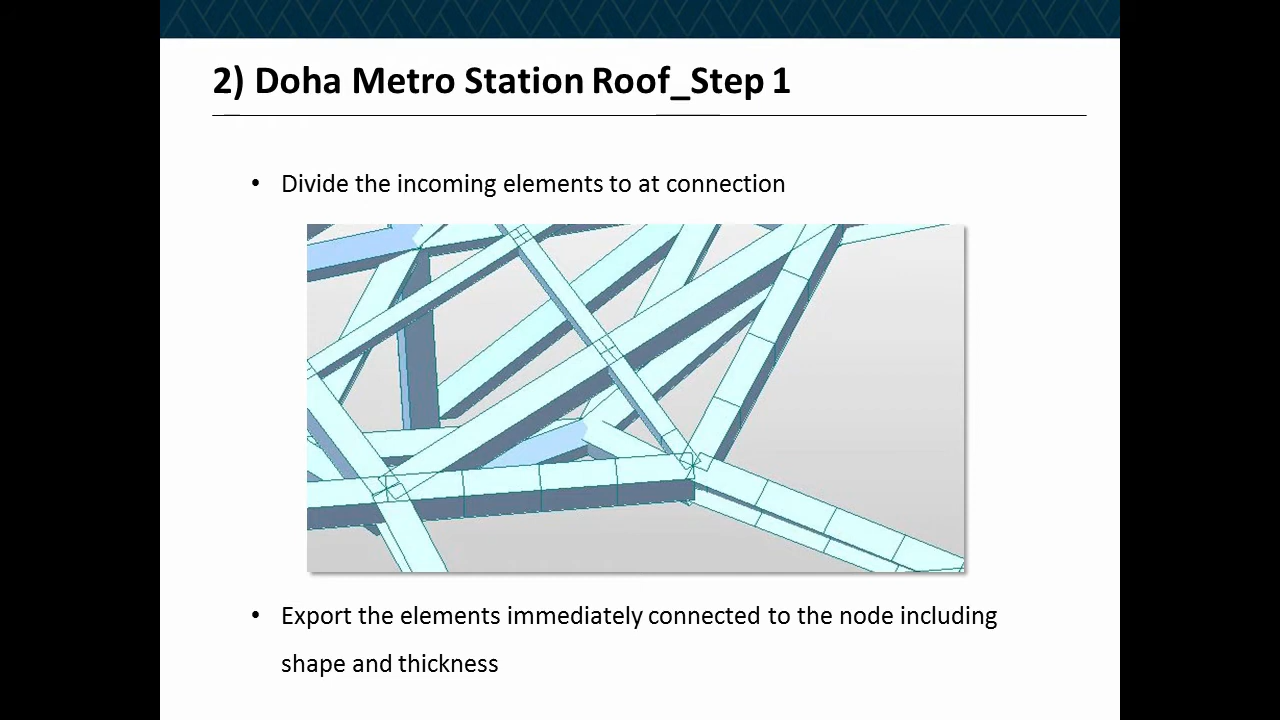 2) Doha Metro Station Roof_Step 1
• Divide the incoming elements to at connection
• Export the elements immediately connected to the node including
shape and thickness